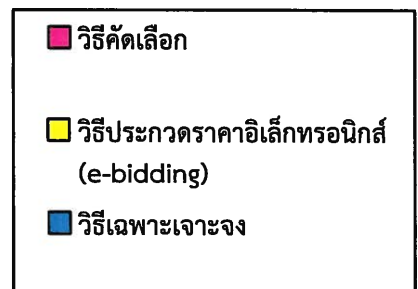 วิธีคัดเลือก
วิธีประกวดราคาอิเล็กทรอนิกส์
(e-bidding)
วิธีเฉพาะเจาะจง